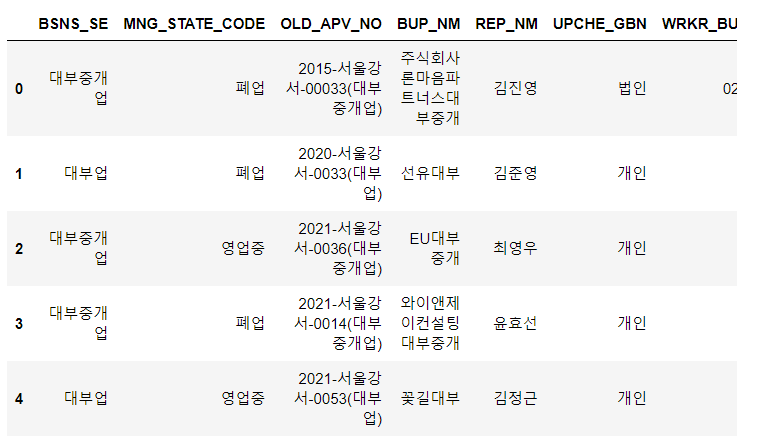 BSNS_SE MNG_STATE_CODE OLD_APV_NO BUP_NM REP_NM UPCHE_GBN WRKR_BU
0 대부중개업 폐업 2015-서울강서-00033(대부중개업) 주식회사론마음파트너스대부중개 김진영 법인 02
1 대부업 폐업 2020-서울강서-0033(대부업) 선유대부 김준영 개인
2 대부중개업 영업중 2021-서울강서-0036(대부중개업) EU대부중개 최영우 개인
3 대부중개업 폐업 2021-서울강서-0014(대부중개업) 와이앤제이컨설팅대부중개 윤효선 개인
4 대부업 영업중 2021-서울강서-0053(대부업) 꽃길대부 김정근 개인